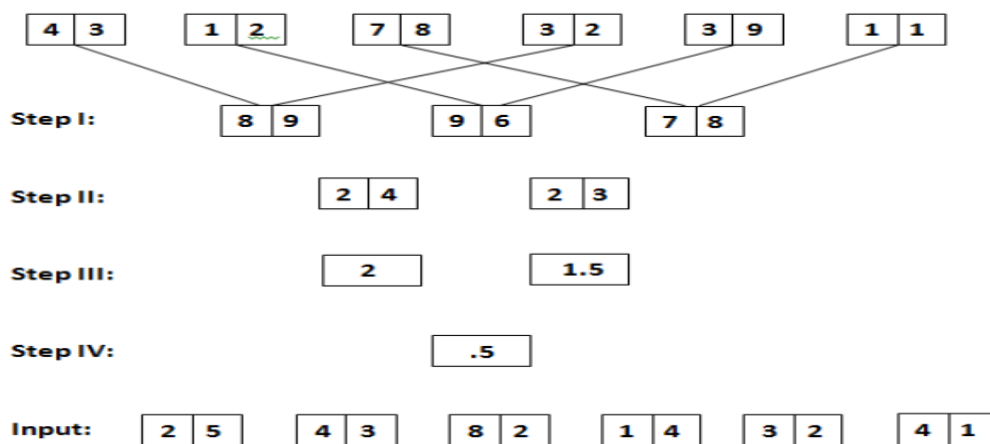 4 3 1 2 7 8 3 2 3 9 1 1
Step I: 8 9 9 6 7 8
Step II: 2 4 2 3
Step III: 2 1.5
Step IV: .5
Input: 2 5 4 3 8 2 1 4 3 2 4 1